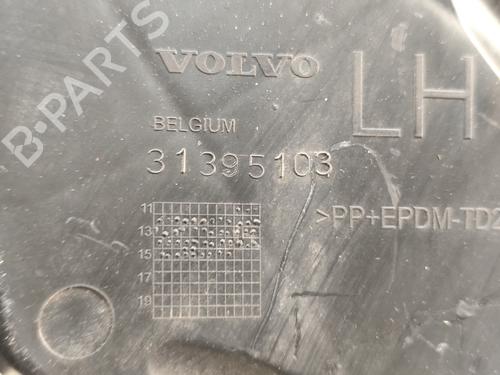 B-PARTS
VOLVO
LH
BELGIUM
31395103
>PP+EPDM-TD2
11
13
15
17
19